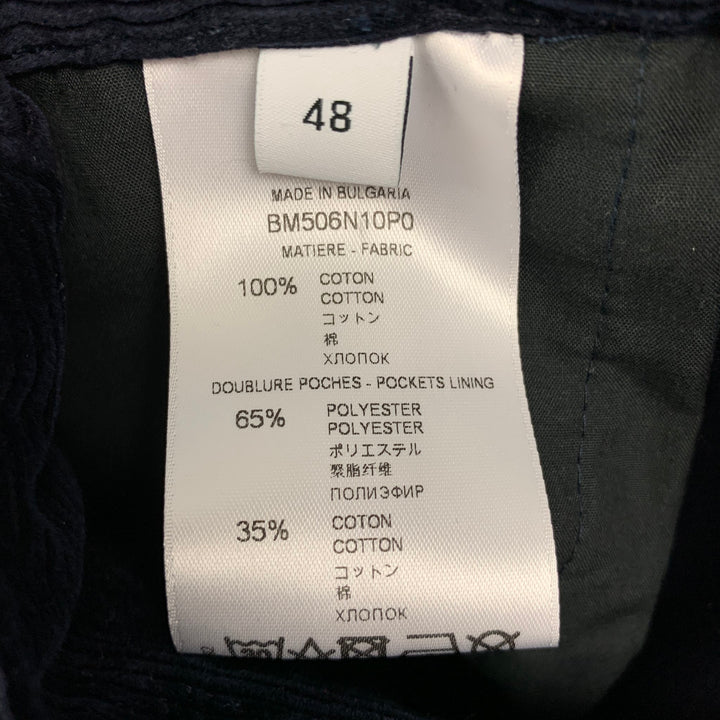 48
MADE IN BULGARIA
BM506N10P0
MATIERE - FABRIC
100% COTON
COTTON
コットン
棉
ХЛОПОК
DOUBLURE POCHES - POCKETS LINING
65% POLYESTER
POLYESTER
ポリエステル
聚脂纤维
ПОЛИЭФИР
35% COTON
COTTON
コットン
棉
ХЛОПОК